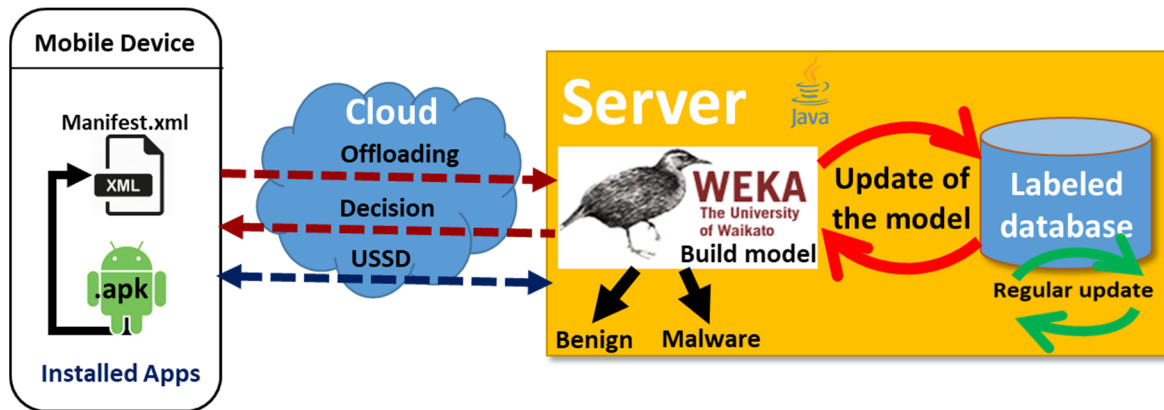 Mobile Device
Manifest.xml
XML
.apk
Installed Apps
Cloud
Offloading
Decision
USSD
Server
Java
WEKA
The University
of Waikato
Build model
Benign
Malware
Update of
the model
Labeled
database
Regular update